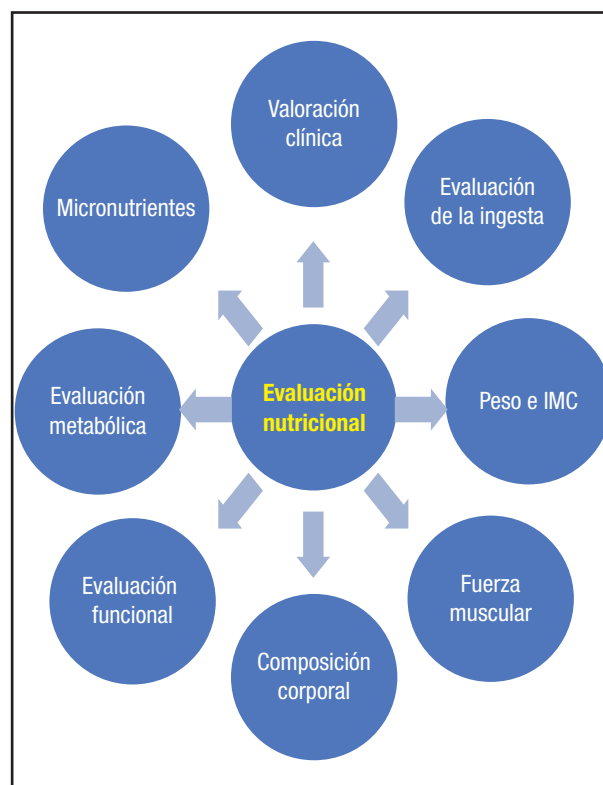 Valoración
clínica
Evaluación
de la ingesta
Peso e IMC
Fuerza
muscular
Composición
corporal
Evaluación
funcional
Evaluación
metabólica
Micronutrientes
Evaluación
nutricional